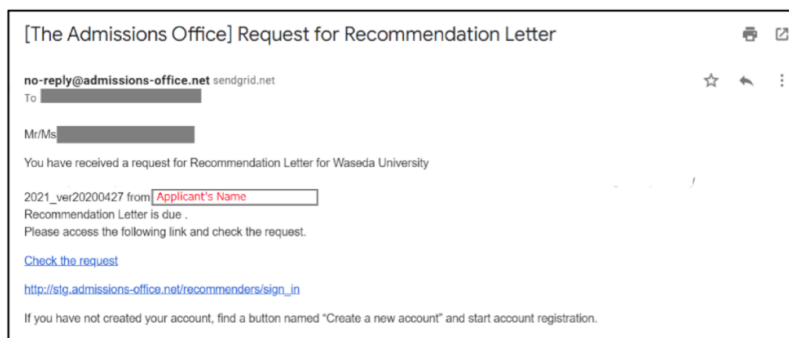 [The Admissions Office] Request for Recommendation Letter
no-reply@admissions-office.net sendgrid.net
To
Mr/Ms
You have received a request for Recommendation Letter for Waseda University
2021_ver20200427 from Applicant's Name
Recommendation Letter is due .
Please access the following link and check the request.
Check the request
http://stg.admissions-office.net/recommenders/sign_in
If you have not created your account, find a button named “Create a new account” and start account registration.